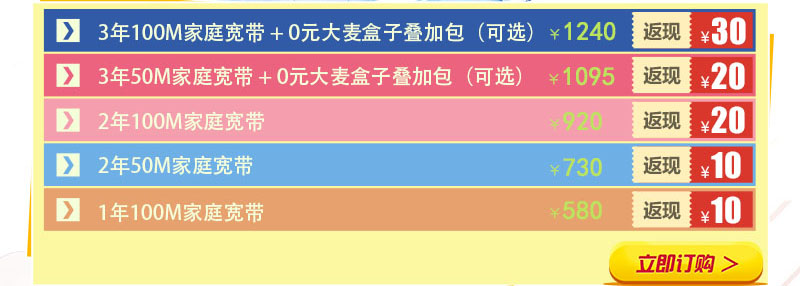 3年100M家庭宽带+0元大麦盒子叠加包（可选） ¥1240 返现 ¥30
3年50M家庭宽带+0元大麦盒子叠加包（可选） ¥1095 返现 ¥20
2年100M家庭宽带 ¥920 返现 ¥20
2年50M家庭宽带 ¥730 返现 ¥10
1年100M家庭宽带 ¥580 返现 ¥10
立即订购 >